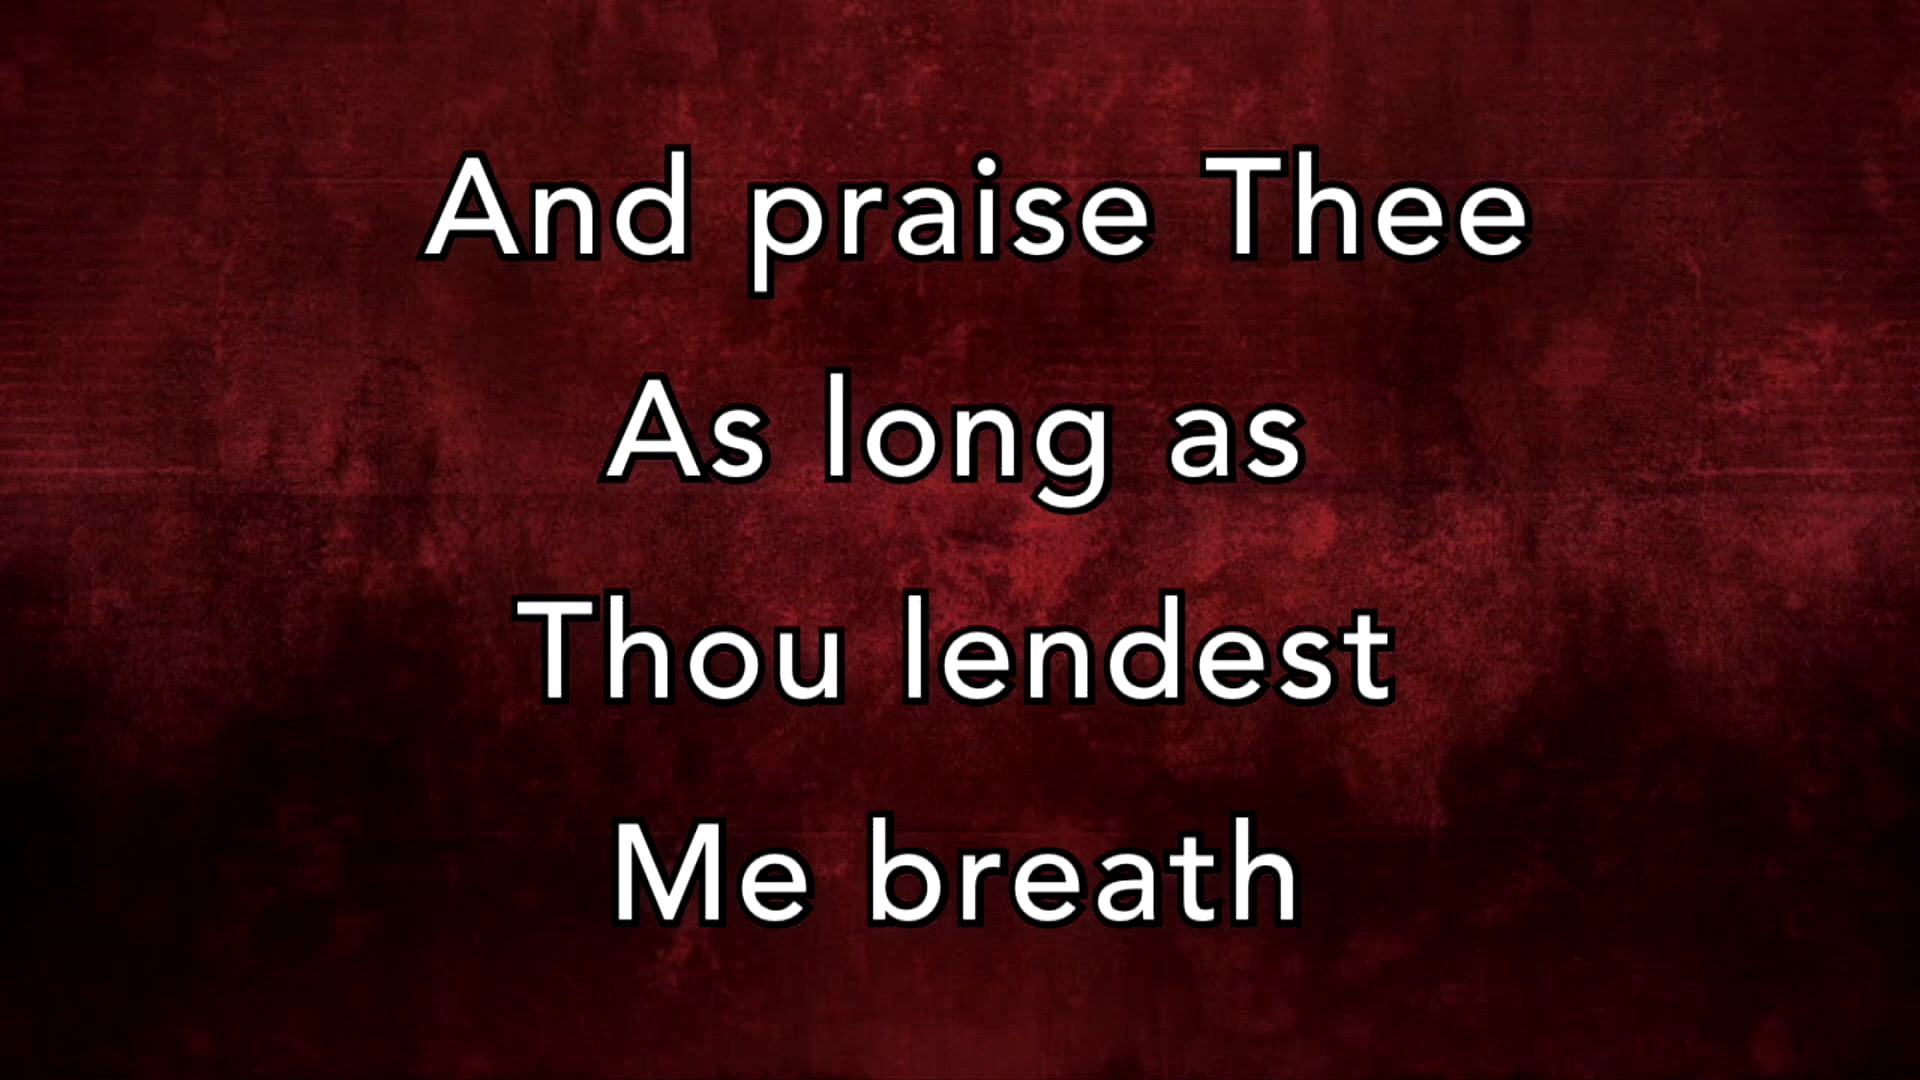 And praise Thee
As long as
Thou lendest
Me breath